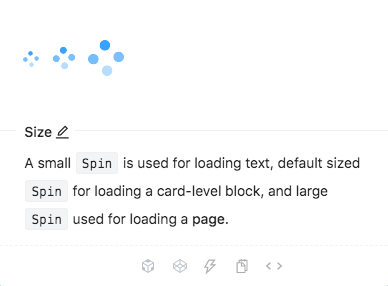 Size
A small Spin is used for loading text, default sized
Spin for loading a card-level block, and large
Spin used for loading a page.